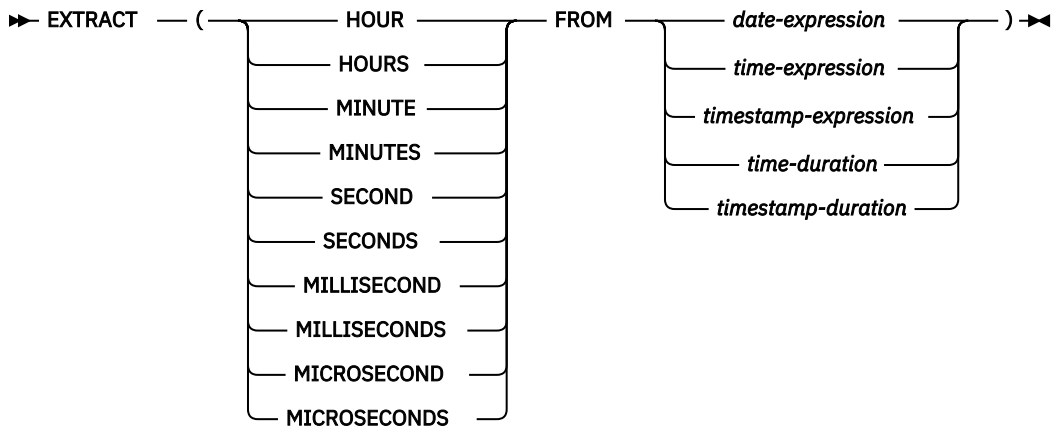 EXTRACT ( HOUR FROM date-expression )
HOURS time-expression
MINUTE timestamp-expression
MINUTES time-duration
SECOND timestamp-duration
SECONDS
MILLISECOND
MILLISECONDS
MICROSECOND
MICROSECONDS